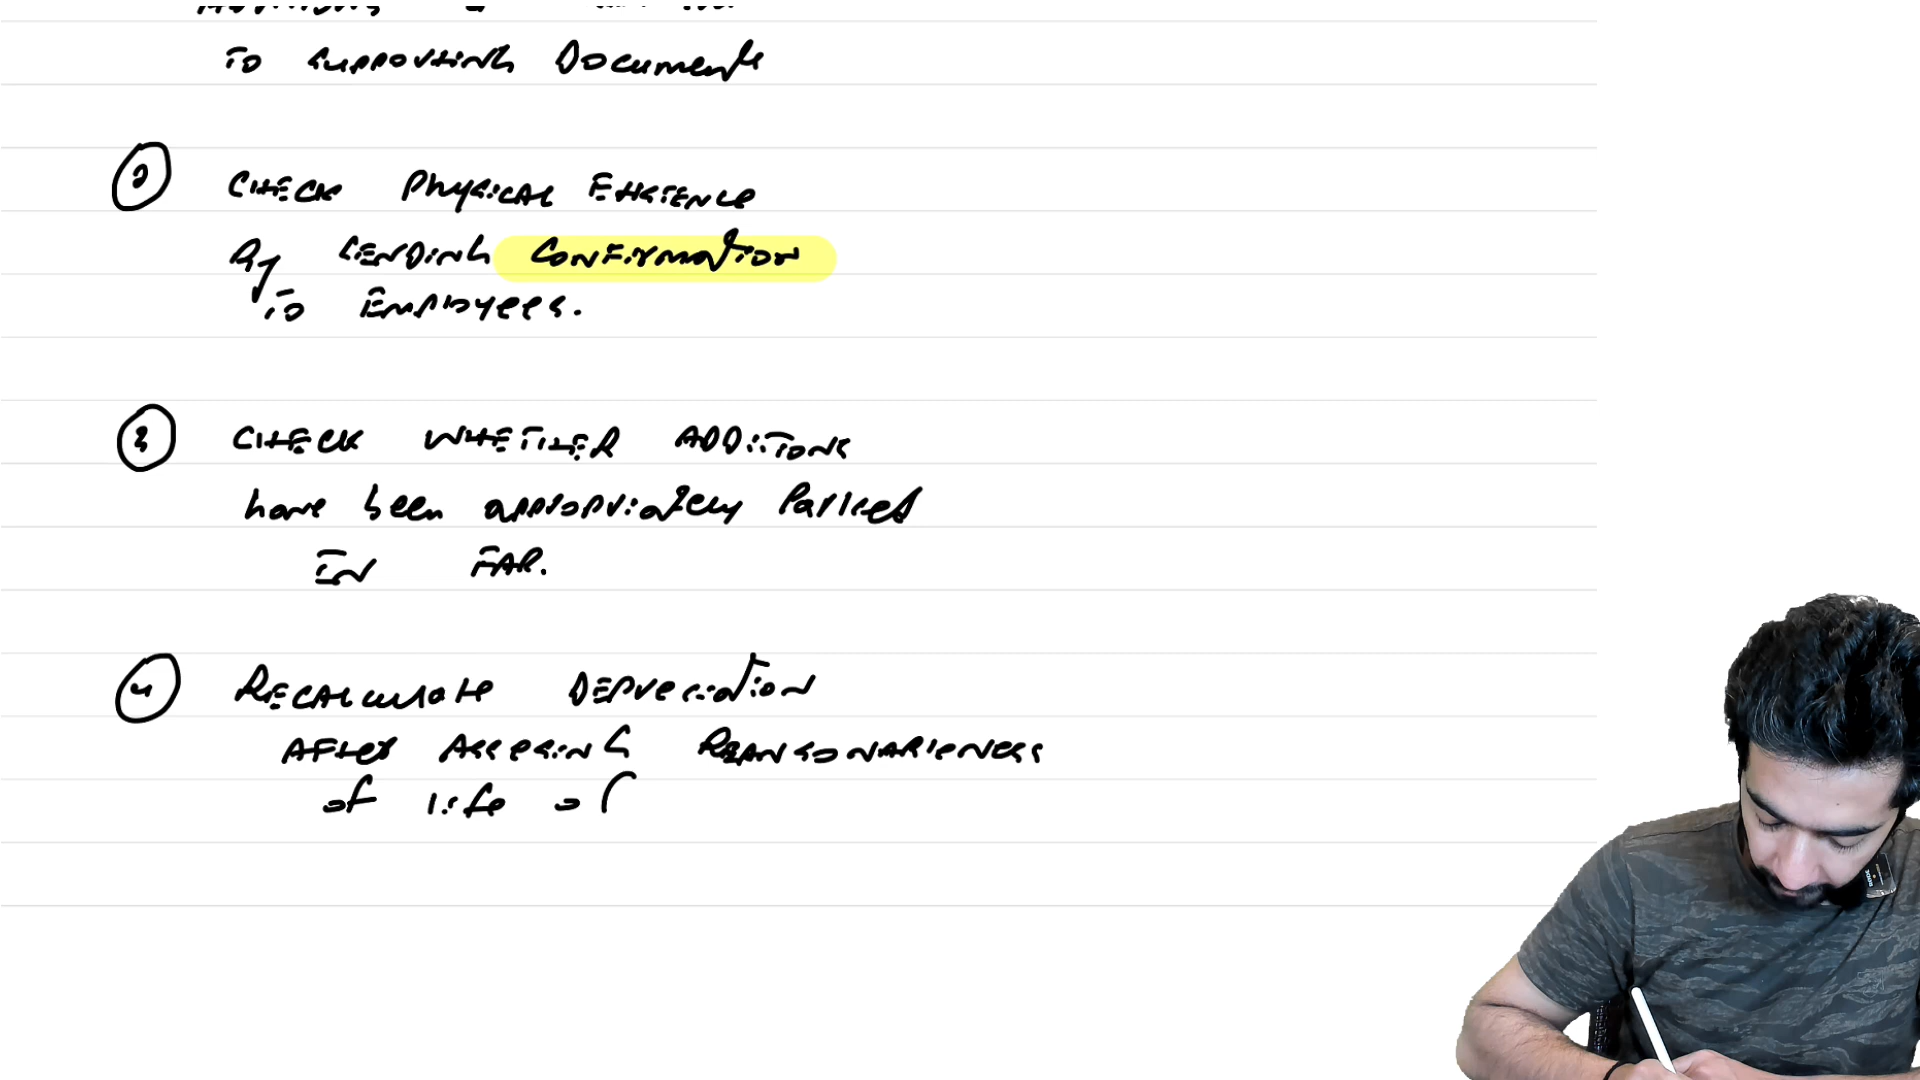 TO SUPPORTING DOCUMENTS
2 CHECK PHYSICAL EXISTENCE
By SENDING CONFIRMATION
TO EMPLOYEES.
3 CHECK WHETHER ADDITIONS
have been appropriately Parked
IN FAR.
4 RECALCULATE DEPRECIATION
AFTER ASSESSING REASONABLENESS
of life of